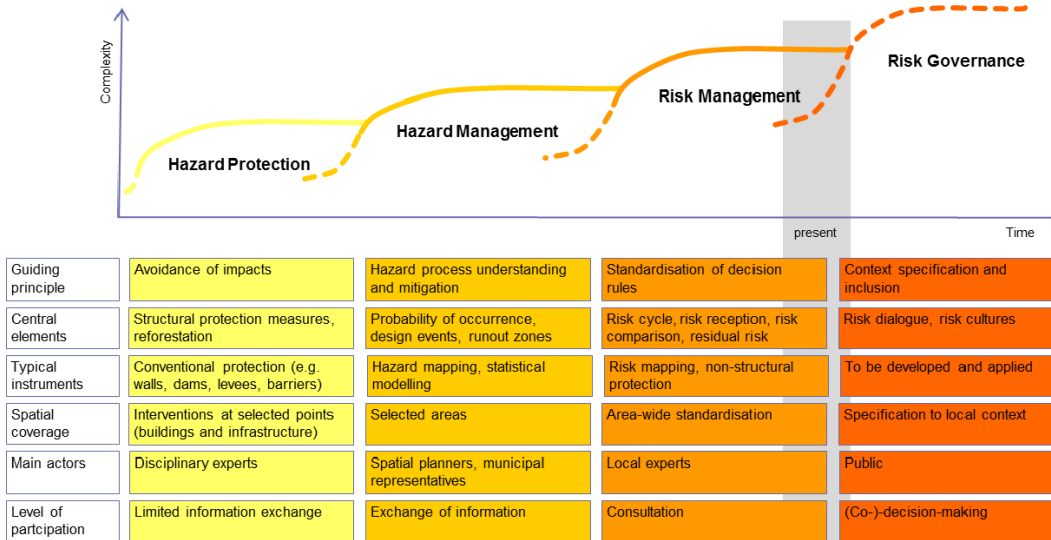 Complexity
Hazard Protection
Hazard Management
Risk Management
Risk Governance
present
Time
Guiding
principle
Avoidance of impacts
Hazard process understanding
and mitigation
Standardisation of decision
rules
Context specification and
inclusion
Central
elements
Structural protection measures,
reforestation
Probability of occurrence,
design events, runout zones
Risk cycle, risk reception, risk
comparison, residual risk
Risk dialogue, risk cultures
Typical
instruments
Conventional protection (e.g.
walls, dams, levees, barriers)
Hazard mapping, statistical
modelling
Risk mapping, non-structural
protection
To be developed and applied
Spatial
coverage
Interventions at selected points
(buildings and infrastructure)
Selected areas
Area-wide standardisation
Specification to local context
Main actors
Disciplinary experts
Spatial planners, municipal
representatives
Local experts
Public
Level of
partcipation
Limited information exchange
Exchange of information
Consultation
(Co-)-decision-making